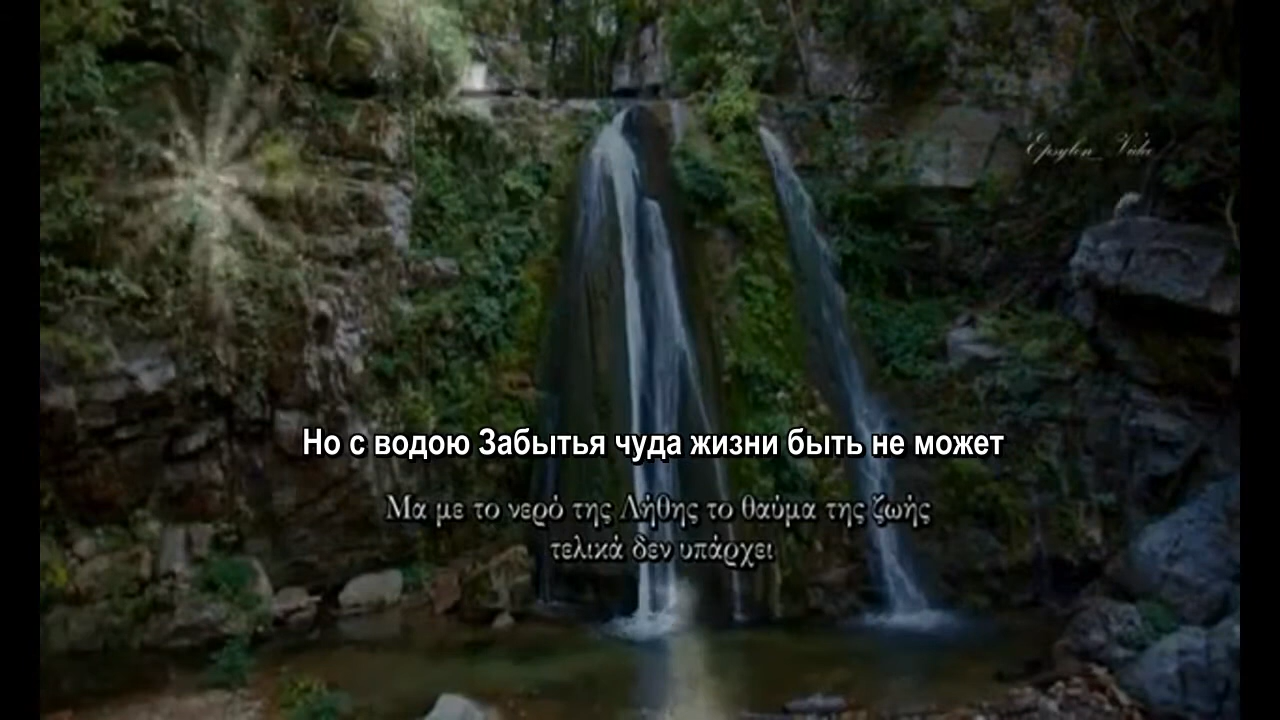 Epsylon_Video
Но с водою Забытья чуда жизни быть не может
Μα με το νερό της Λήθης το θαύμα της ζωής
τελικά δεν υπάρχει